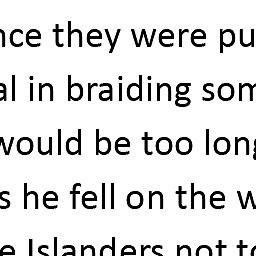 nce they were pu
al in braiding som
would be too long
s he fell on the w
e Islanders not to